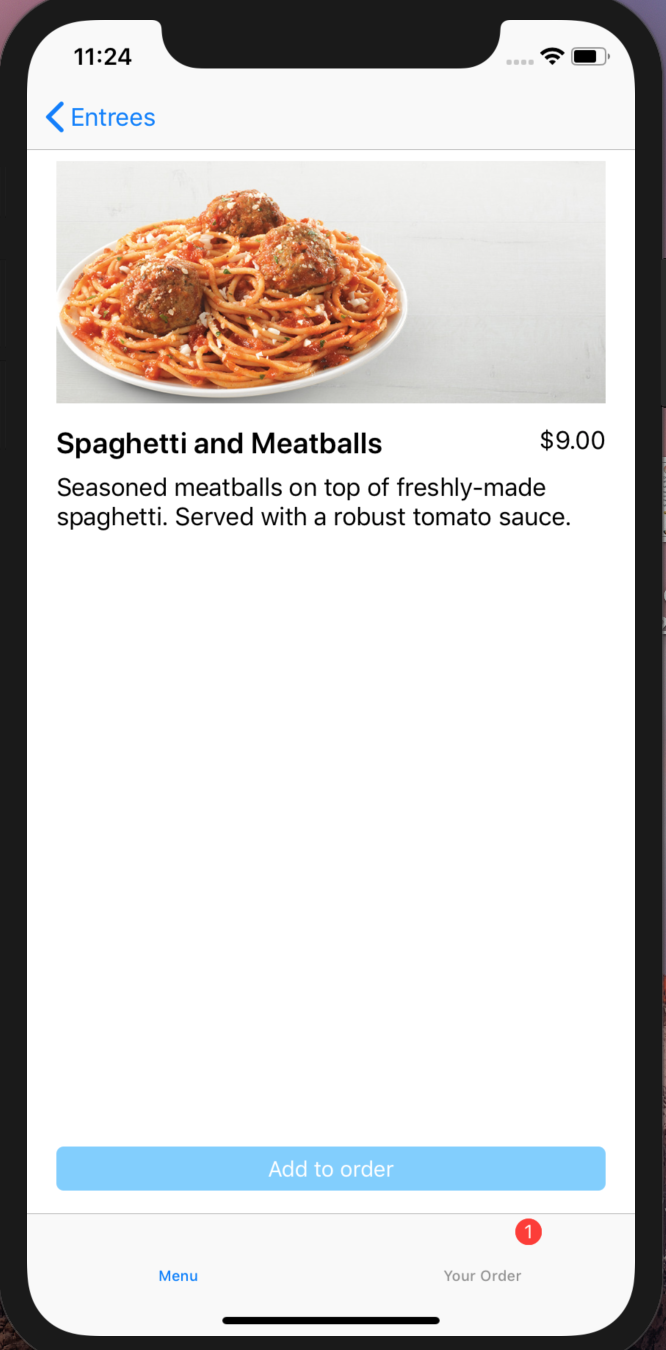 11:24
Entrees
Spaghetti and Meatballs
$9.00
Seasoned meatballs on top of freshly-made
spaghetti. Served with a robust tomato sauce.
Add to order
1
Menu
Your Order